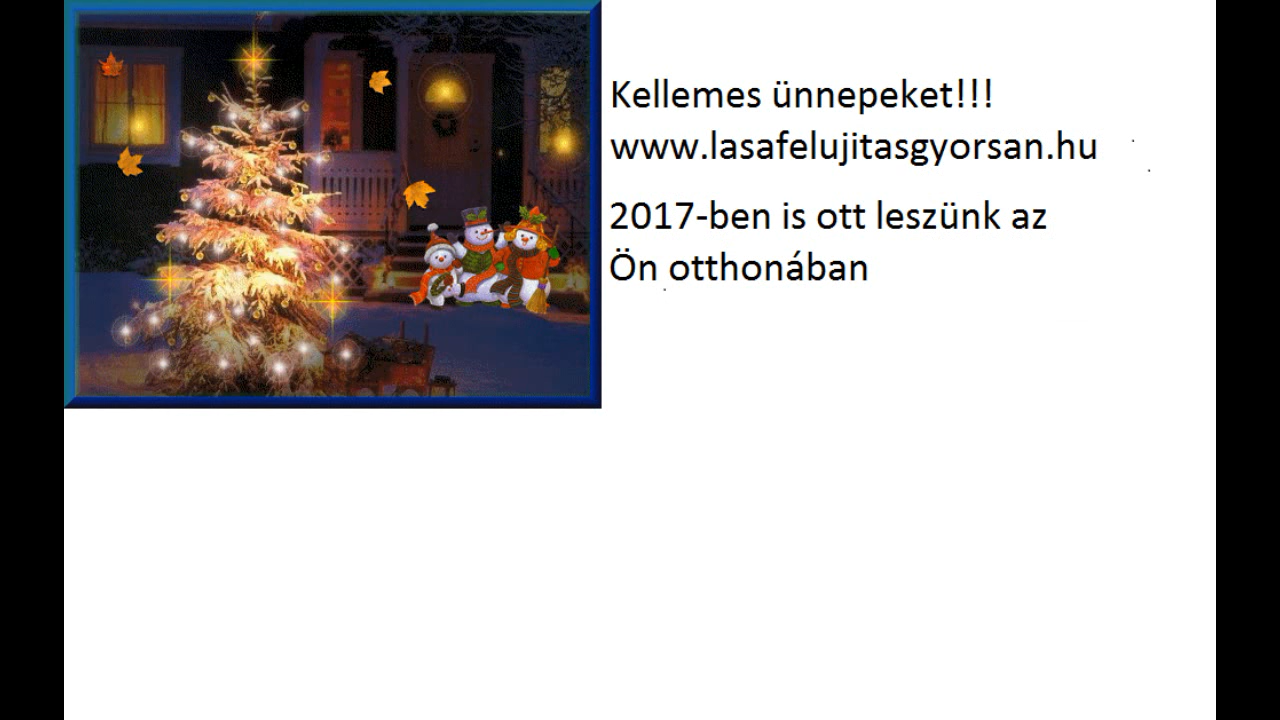 Kellemes ünnepeket!!!
www.lasafelujitasgyorsan.hu
2017-ben is ott leszünk az
Ön otthonában